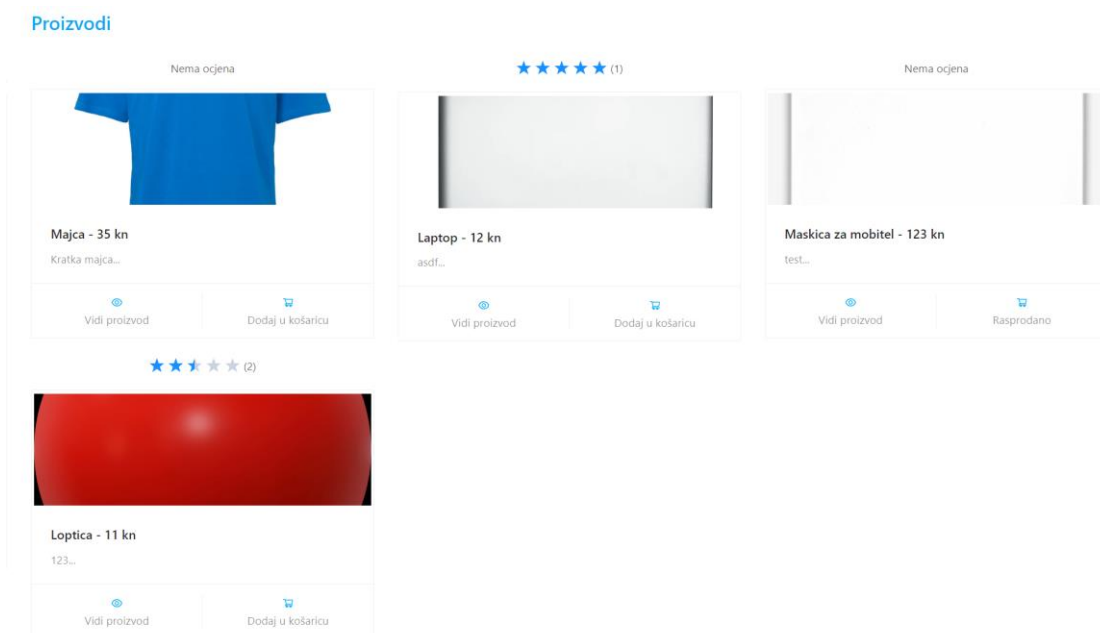 Proizvodi
Nema ocjena
(1)
Nema ocjena
Majca - 35 kn
Kratka majca...
Vidi proizvod
Dodaj u košaricu
Laptop - 12 kn
asdf...
Vidi proizvod
Dodaj u košaricu
Maskica za mobitel - 123 kn
test...
Vidi proizvod
Rasprodano
(2)
Loptica - 11 kn
123...
Vidi proizvod
Dodaj u košaricu